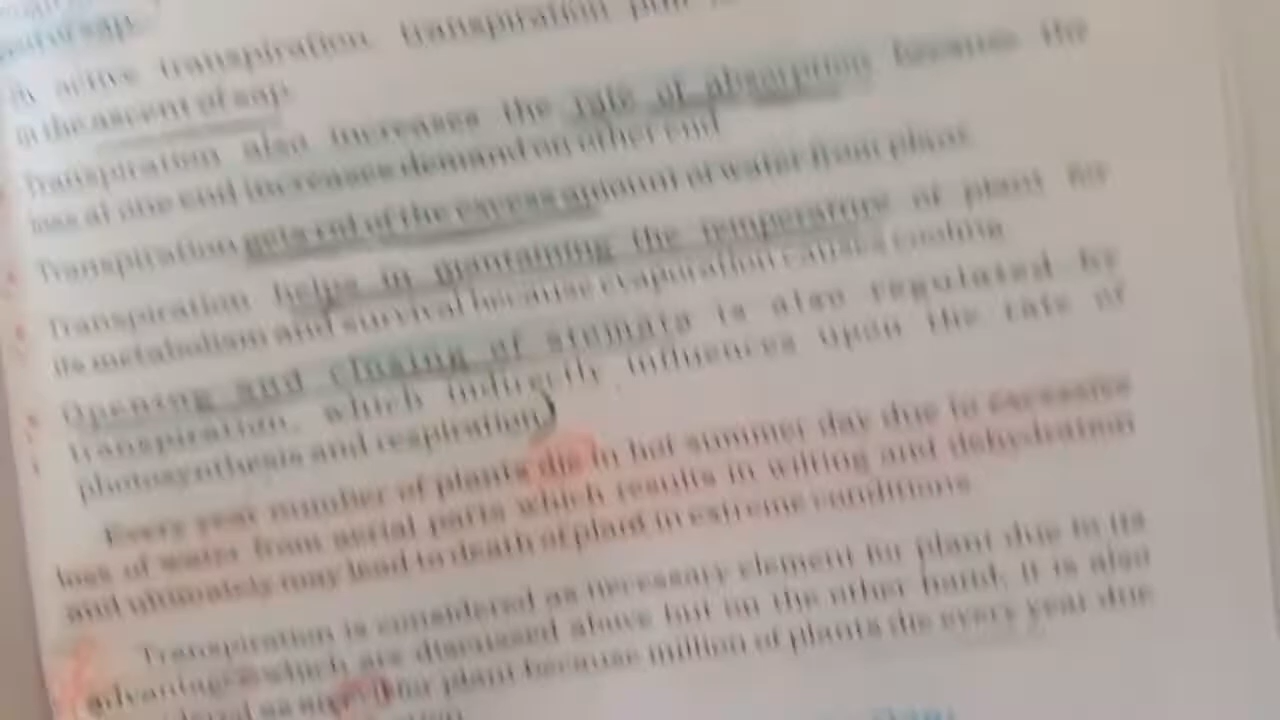 active transpiration, transpiration pull
in the ascent of sap.
Transpiration also increases the rate of absorption because the
loss at one end increases demand on other end
Transpiration gets rid of the excess amount of water from plant.
Transpiration helps in maintaining the temperature of plant for
its metabolism and survival because evaporation causes cooling.
Opening and closing of stomata is also regulated by
transpiration, which indirectly influences upon the rate of
photosynthesis and respiration)
Every year number of plants die in hot summer day due to excessive
loss of water from aerial parts which results in wilting and dehydration
and ultimately may lead to death of plant in extreme conditions.
Transpiration is considered as necessary element for plant due to its
advantages which are discussed above but on the other hand, it is also
as for plant because million of plants die every year due